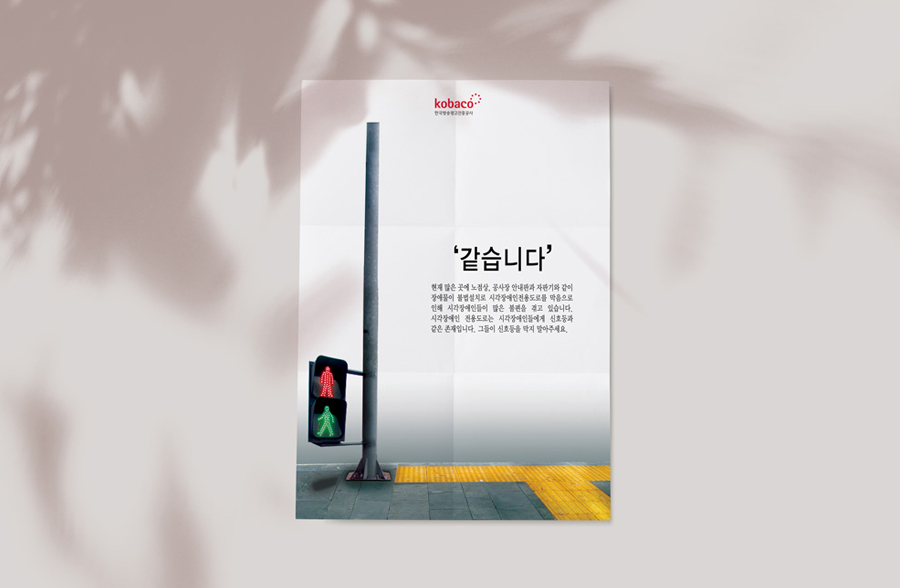 kobaco
한국방송광고진흥공사
‘같습니다’
현재 많은 곳에 노점상, 공사장 안내판과 자판기와 같이
장애물이 불법설치로 시각장애인전용도로를 막음으로
인해 시각장애인들이 많은 불편을 겪고 있습니다.
시각장애인 전용도로는 시각장애인들에게 신호등과
같은 존재입니다. 그들이 신호등을 막지 말아주세요.